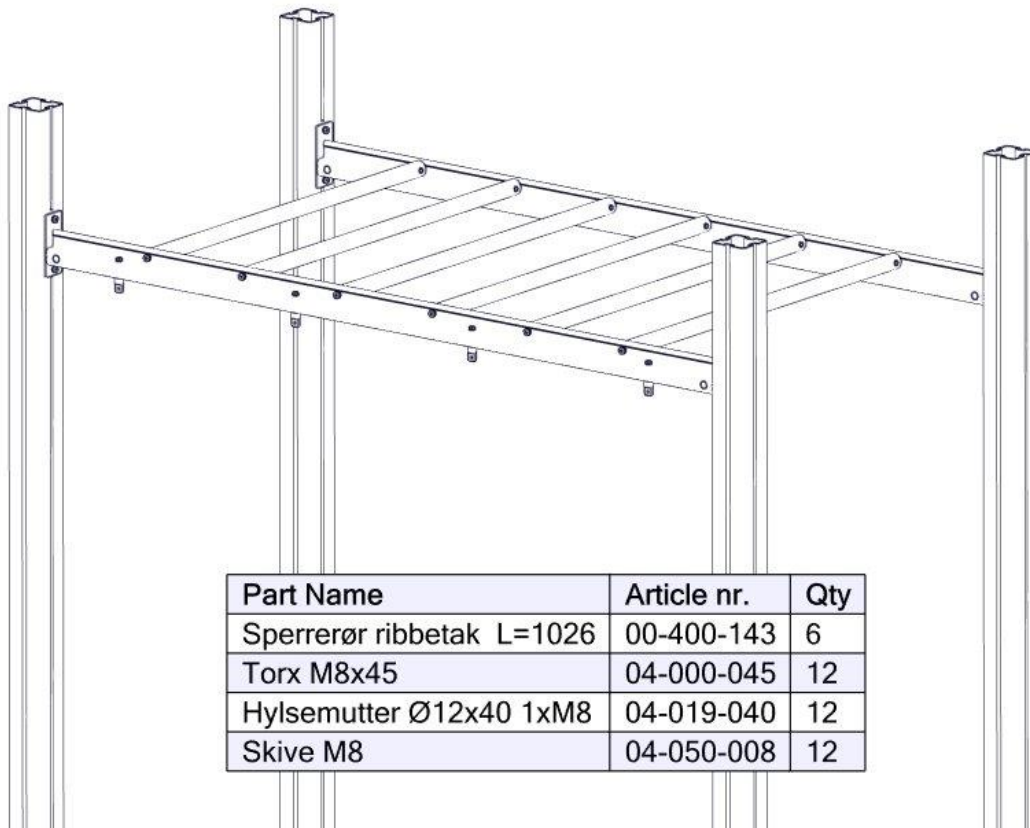 Part Name Article nr. Qty
Sperrerør ribbetak L=1026 00-400-143 6
Torx M8x45 04-000-045 12
Hylsemutter Ø12x40 1xM8 04-019-040 12
Skive M8 04-050-008 12